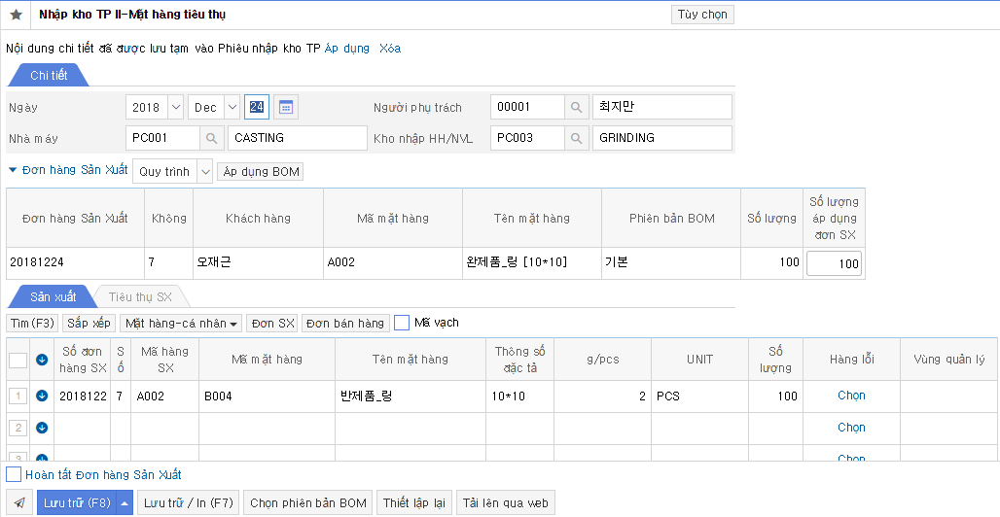 Nhập kho TP II-Mặt hàng tiêu thụ
Tùy chọn
Nội dung chi tiết đã được lưu tạm vào Phiếu nhập kho TP Áp dụng Xóa
Chi tiết
Ngày 2018 Dec 24 Người phụ trách 00001 최지만
Nhà máy PC001 CASTING Kho nhập HH/NVL PC003 GRINDING
Đơn hàng Sản Xuất Quy trình Áp dụng BOM
Đơn hàng Sản Xuất Không Khách hàng Mã mặt hàng Tên mặt hàng Phiên bản BOM Số lượng Số lượng áp dụng đơn SX
20181224 7 오재근 A002 완제품_링 [10*10] 기본 100 100
Sản xuất Tiêu thụ SX
Tìm (F3) Sắp xếp Mặt hàng-cá nhân Đơn SX Đơn bán hàng Mã vạch
Số đơn hàng SX Số Mã hàng SX Mã mặt hàng Tên mặt hàng Thông số đặc tả g/pcs UNIT Số lượng Hàng lỗi Vùng quản lý
1 2018122 7 A002 B004 반제품_링 10*10 2 PCS 100 Chọn
2 Chọn
3 Chọn
Hoàn tất Đơn hàng Sản Xuất
Lưu trữ (F8) Lưu trữ / In (F7) Chọn phiên bản BOM Thiết lập lại Tải lên qua web